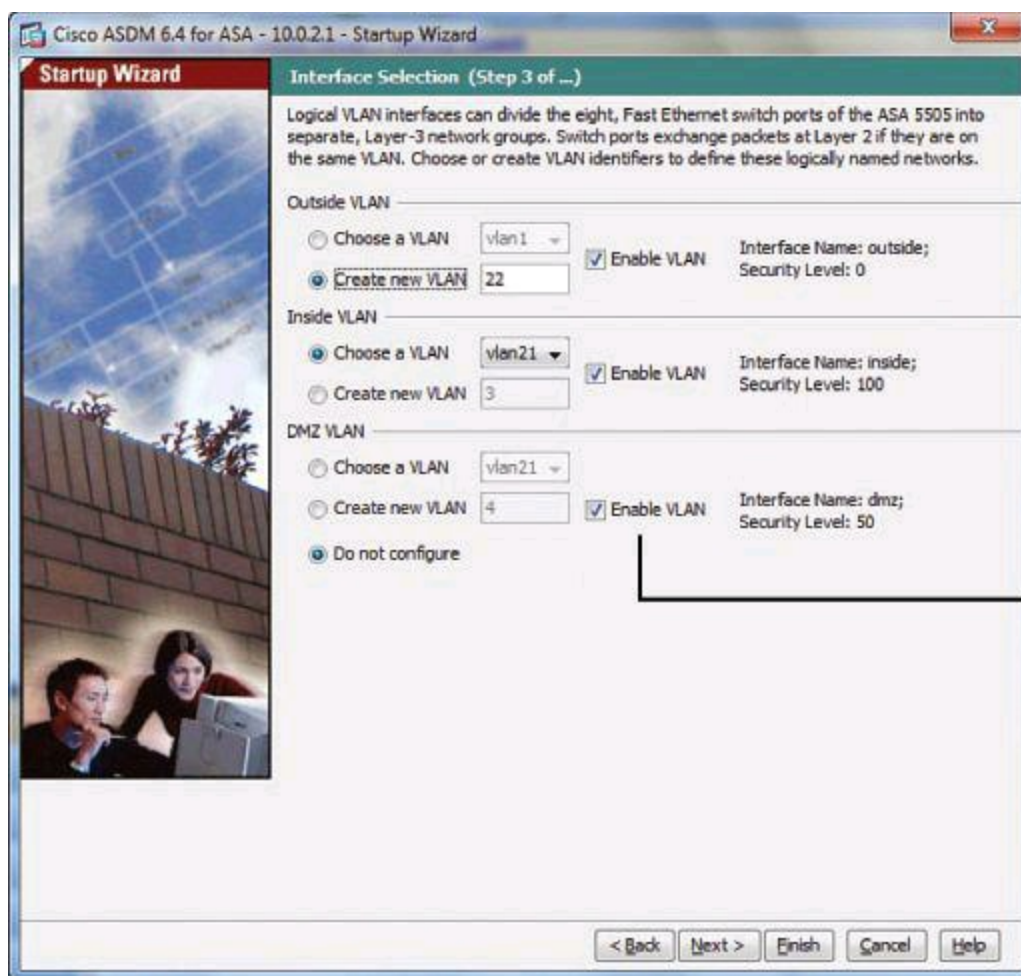 Cisco ASDM 6.4 for ASA - 10.0.2.1 - Startup Wizard
Startup Wizard
Interface Selection (Step 3 of ...)
Logical VLAN interfaces can divide the eight, Fast Ethernet switch ports of the ASA 5505 into
separate, Layer-3 network groups. Switch ports exchange packets at Layer 2 if they are on
the same VLAN. Choose or create VLAN identifiers to define these logically named networks.
Outside VLAN
Choose a VLAN vlan1
Create new VLAN 22
Enable VLAN
Interface Name: outside;
Security Level: 0
Inside VLAN
Choose a VLAN vlan21
Create new VLAN 3
Enable VLAN
Interface Name: inside;
Security Level: 100
DMZ VLAN
Choose a VLAN vlan21
Create new VLAN 4
Enable VLAN
Interface Name: dmz;
Security Level: 50
Do not configure
< Back Next > Finish Cancel Help